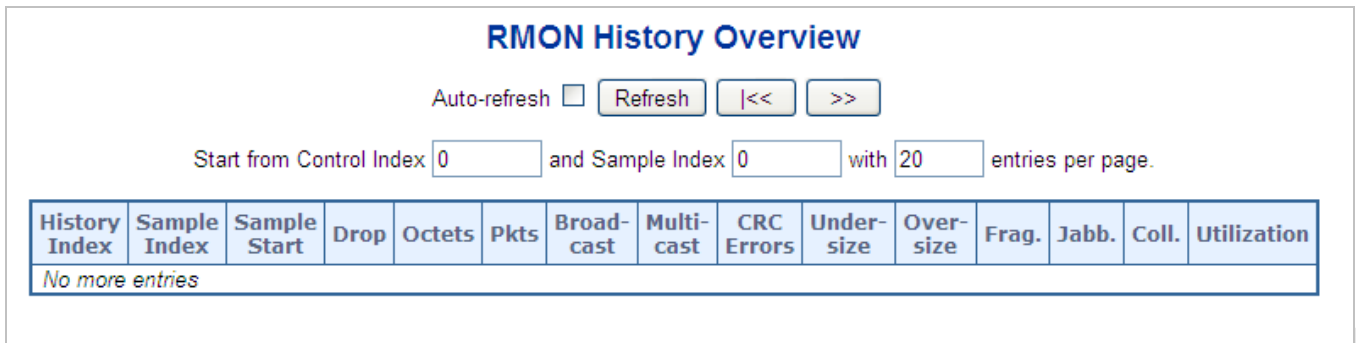 RMON History Overview
Auto-refresh Refresh |<< >>
Start from Control Index 0 and Sample Index 0 with 20 entries per page.
History Index Sample Index Sample Start Drop Octets Pkts Broad-cast Multi-cast CRC Errors Under-size Over-size Frag. Jabb. Coll. Utilization
No more entries